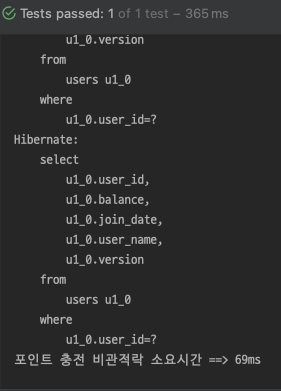 Tests passed: 1 of 1 test – 365 ms
u1_0.version
from
users u1_0
where
u1_0.user_id=?
Hibernate:
select
u1_0.user_id,
u1_0.balance,
u1_0.join_date,
u1_0.user_name,
u1_0.version
from
users u1_0
where
u1_0.user_id=?
포인트 충전 비관적락 소요시간 ==> 69ms